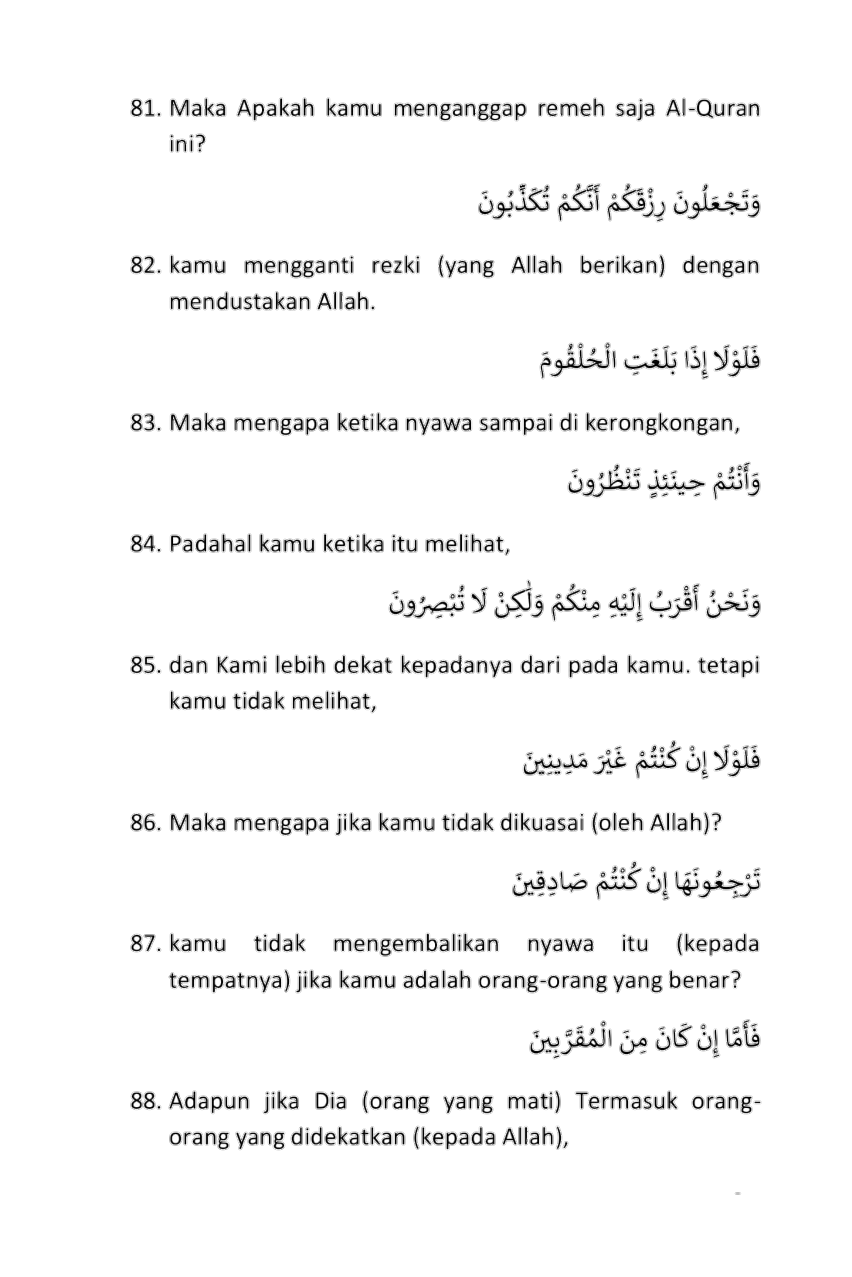 81. Maka Apakah kamu menganggap remeh saja Al-Quran
ini?
وَتَجْعَلُونَ رِزْقَكُمْ أَنَّكُمْ تُكَذِّبُونَ
82. kamu mengganti rezki (yang Allah berikan) dengan
mendustakan Allah.
فَلَوْلَا إِذَا بَلَغَتِ الْحُلْقُومَ
83. Maka mengapa ketika nyawa sampai di kerongkongan,
وَأَنْتُمْ حِينَئِذٍ تَنْظُرُونَ
84. Padahal kamu ketika itu melihat,
وَنَحْنُ أَقْرَبُ إِلَيْهِ مِنْكُمْ وَلَٰكِنْ لَا تُبْصِرُونَ
85. dan Kami lebih dekat kepadanya dari pada kamu. tetapi
kamu tidak melihat,
فَلَوْلَا إِنْ كُنْتُمْ غَيْرَ مَدِينِينَ
86. Maka mengapa jika kamu tidak dikuasai (oleh Allah)?
تَرْجِعُونَهَا إِنْ كُنْتُمْ صَادِقِينَ
87. kamu tidak mengembalikan nyawa itu (kepada
tempatnya) jika kamu adalah orang-orang yang benar?
فَأَمَّا إِنْ كَانَ مِنَ الْمُقَرَّبِينَ
88. Adapun jika Dia (orang yang mati) Termasuk orang-
orang yang didekatkan (kepada Allah),